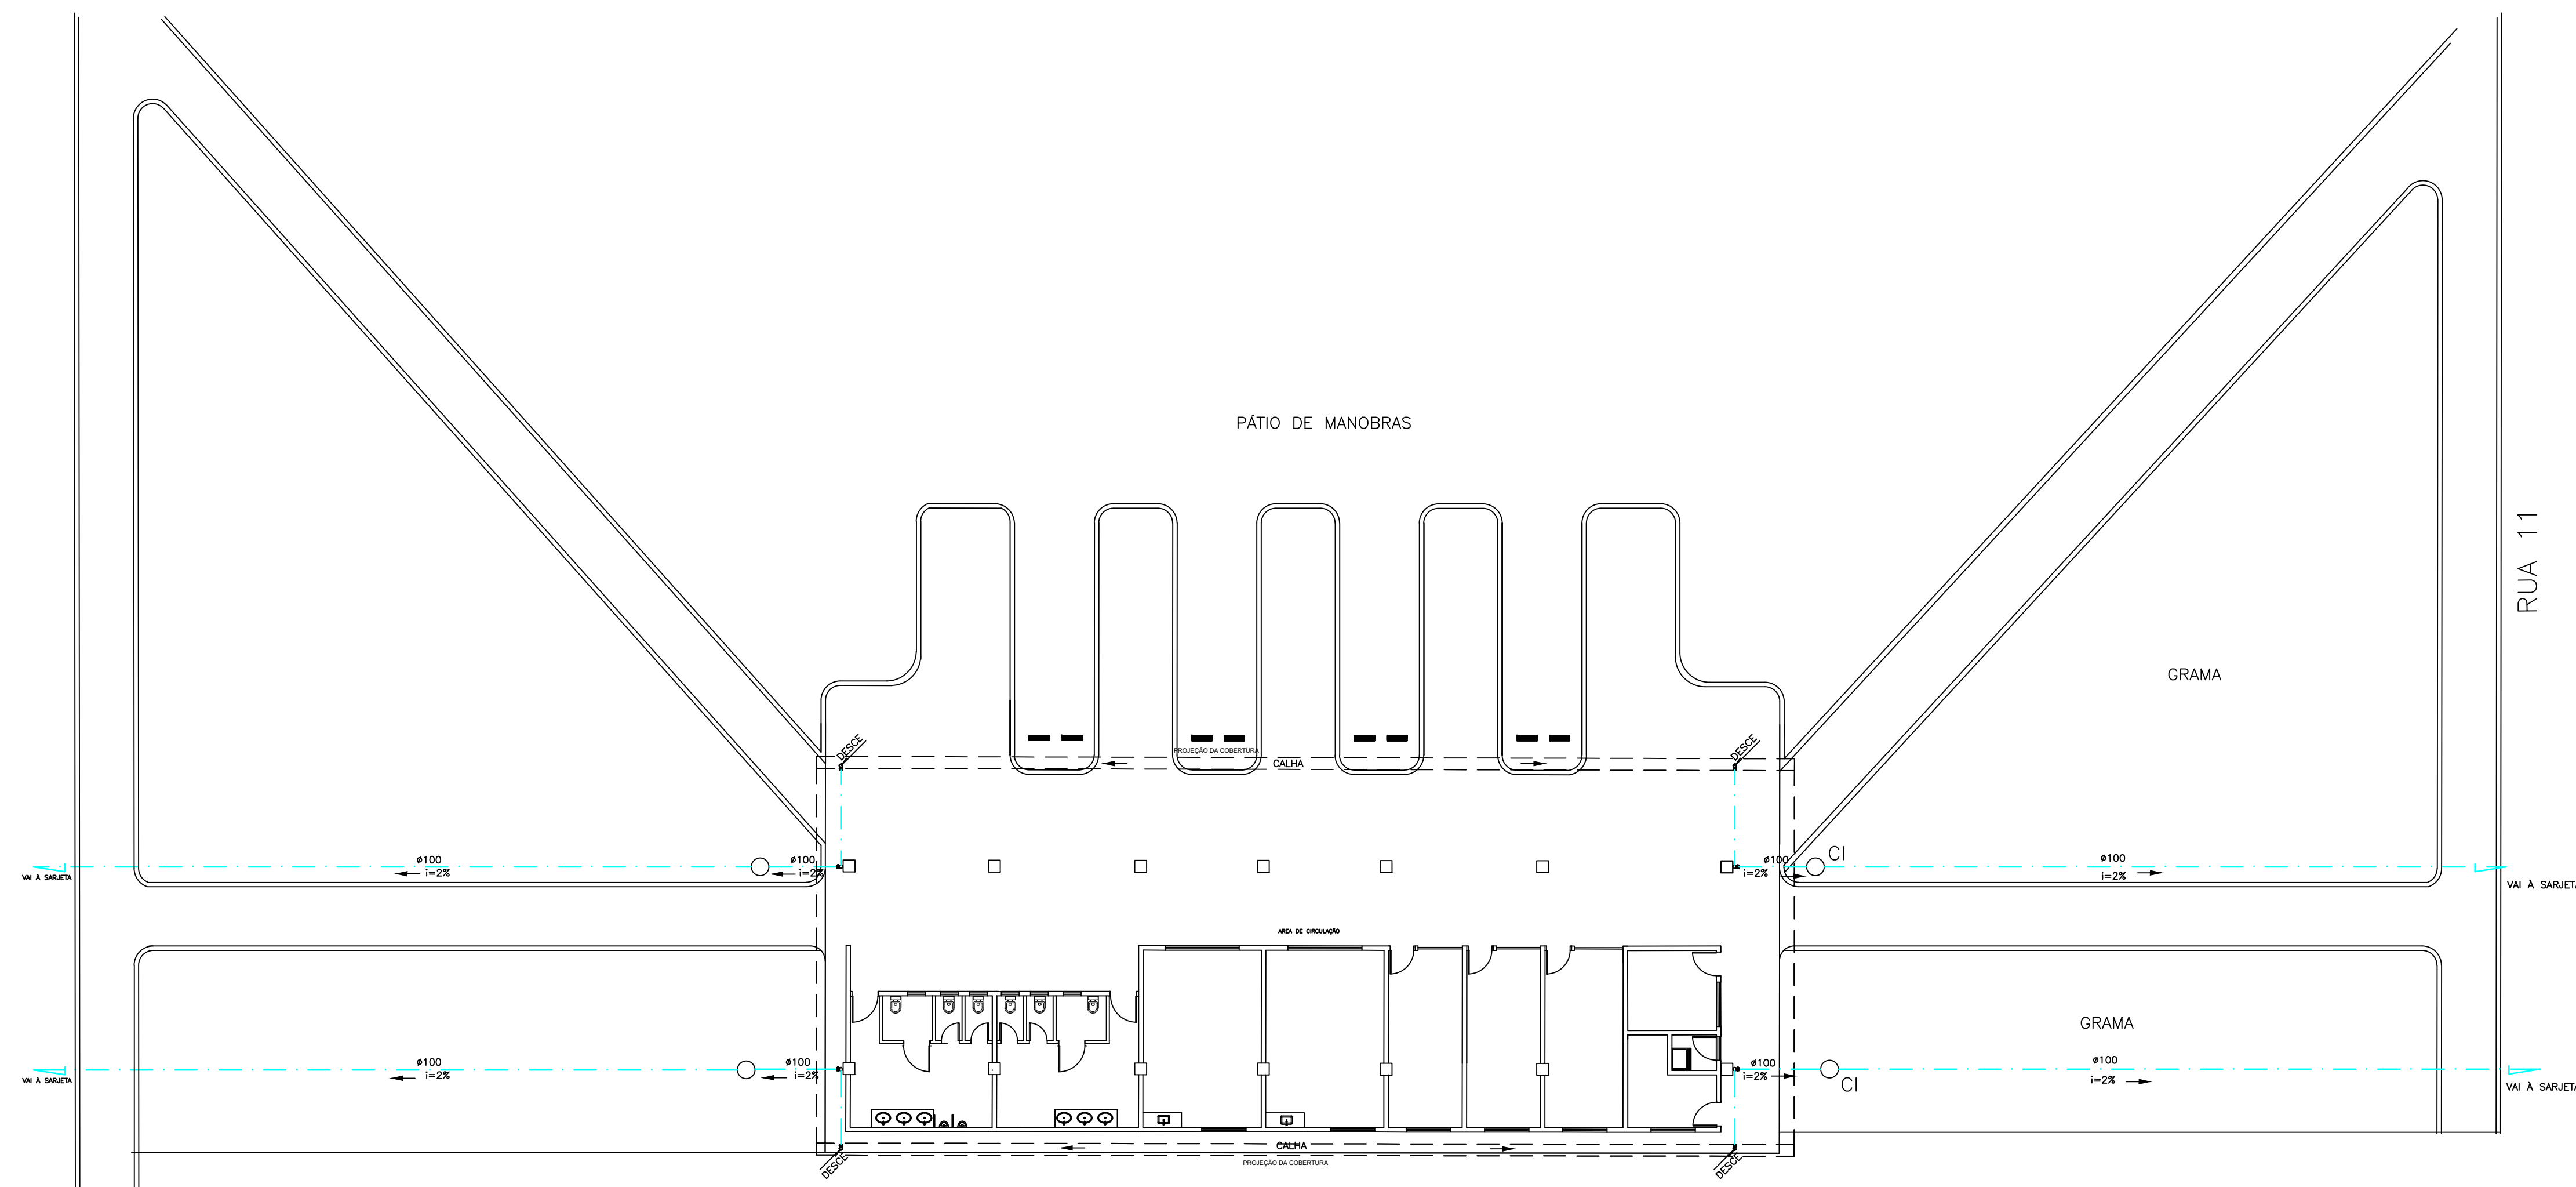 PÁTIO DE MANOBRAS
RUA 11
GRAMA
DESCE
DESCE
PROJEÇÃO DA COBERTURA
CALHA
ø100
i=2%
VAI À SARJETA
ø100
i=2%
ø100
i=2%
CI
ø100
i=2%
VAI À SARJETA
AREA DE CIRCULAÇÃO
GRAMA
ø100
i=2%
VAI À SARJETA
ø100
i=2%
ø100
i=2%
CI
ø100
i=2%
VAI À SARJETA
CALHA
DESCE
PROJEÇÃO DA COBERTURA
DESCE